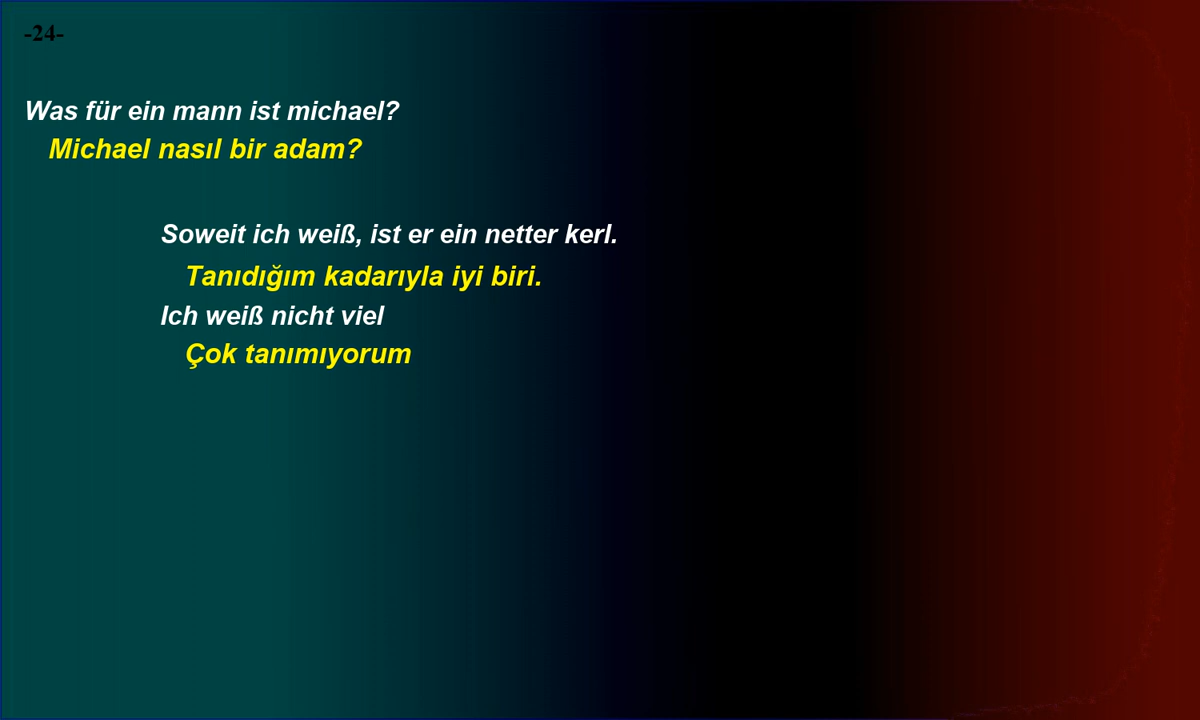 -24-
Was für ein mann ist michael?
Michael nasıl bir adam?
Soweit ich weiß, ist er ein netter kerl.
Tanıdığım kadarıyla iyi biri.
Ich weiß nicht viel
Çok tanımıyorum